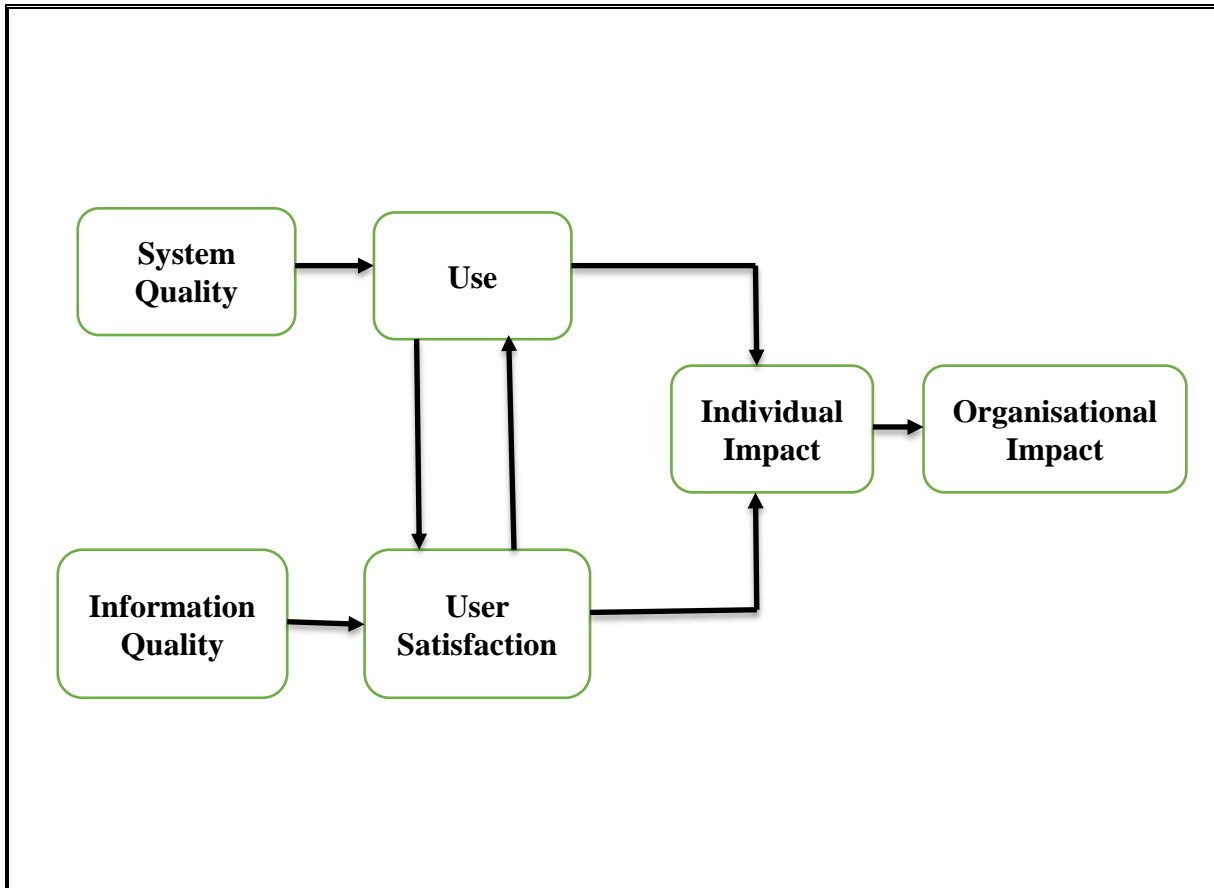 System
Quality
Use
Individual
Impact
Organisational
Impact
Information
Quality
User
Satisfaction